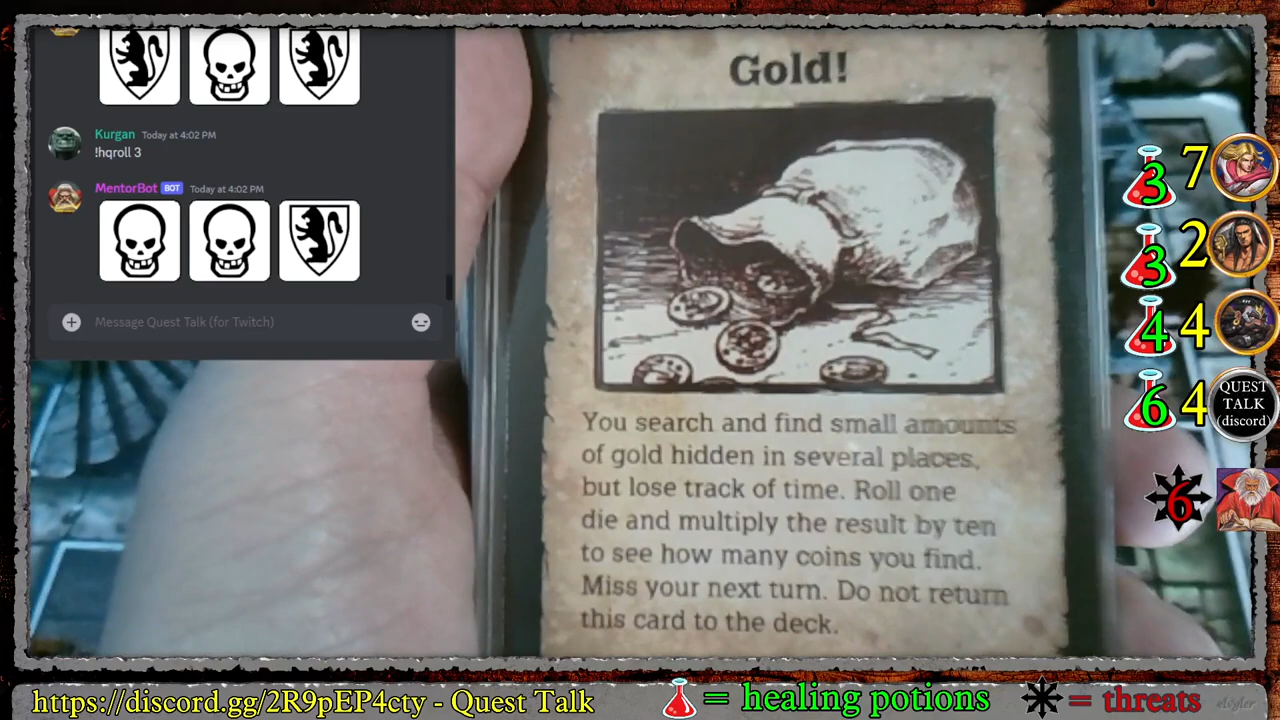 Kurgan Today at 4:02 PM
!hqroll 3
MentorBot BOT Today at 4:02 PM
Message Quest Talk (for Twitch)
Gold!
You search and find small amounts
of gold hidden in several places,
but lose track of time. Roll one
die and multiply the result by ten
to see how many coins you find.
Miss your next turn. Do not return
this card to the deck.
3 7
3 2
4 4
6 4
QUEST
TALK
(discord)
6
https://discord.gg/2R9pEP4cty - Quest Talk
= healing potions
= threats